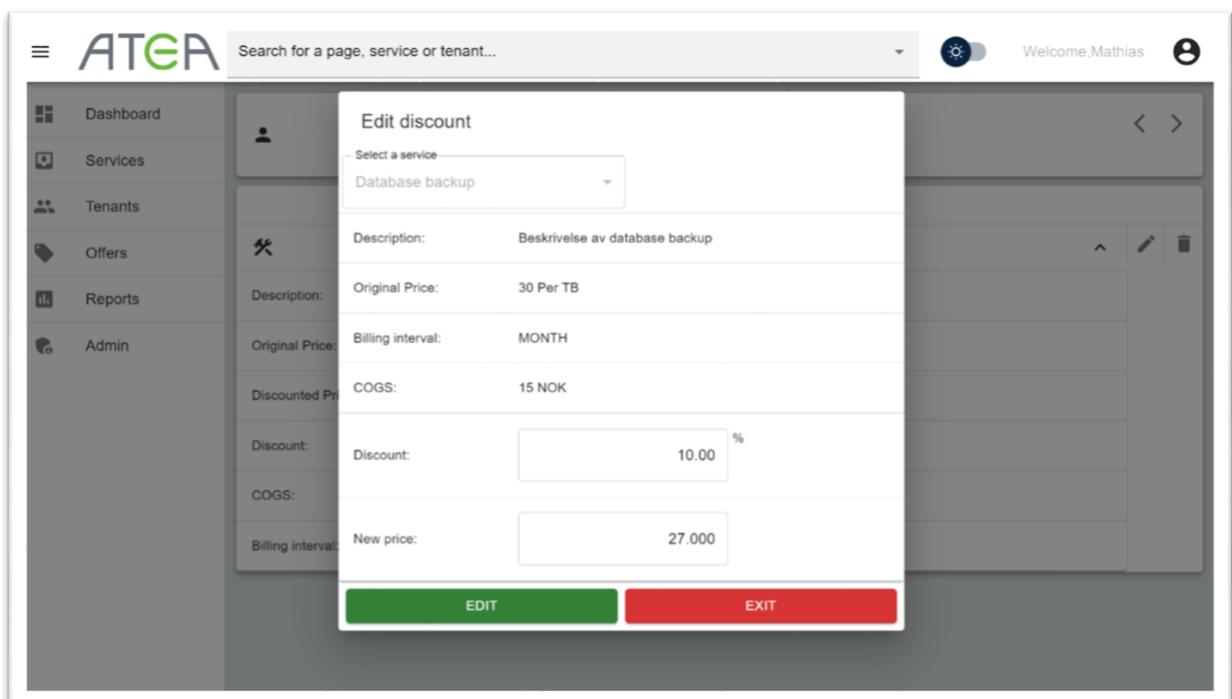 ATEA
Search for a page, service or tenant...
Welcome,Mathias
Dashboard
Services
Tenants
Offers
Reports
Admin
Description:
Original Price:
Discounted Pri
Discount:
COGS:
Billing interval:
Edit discount
Select a service
Database backup
Description: Beskrivelse av database backup
Original Price: 30 Per TB
Billing interval: MONTH
COGS: 15 NOK
Discount: 10.00 %
New price: 27.000
EDIT EXIT